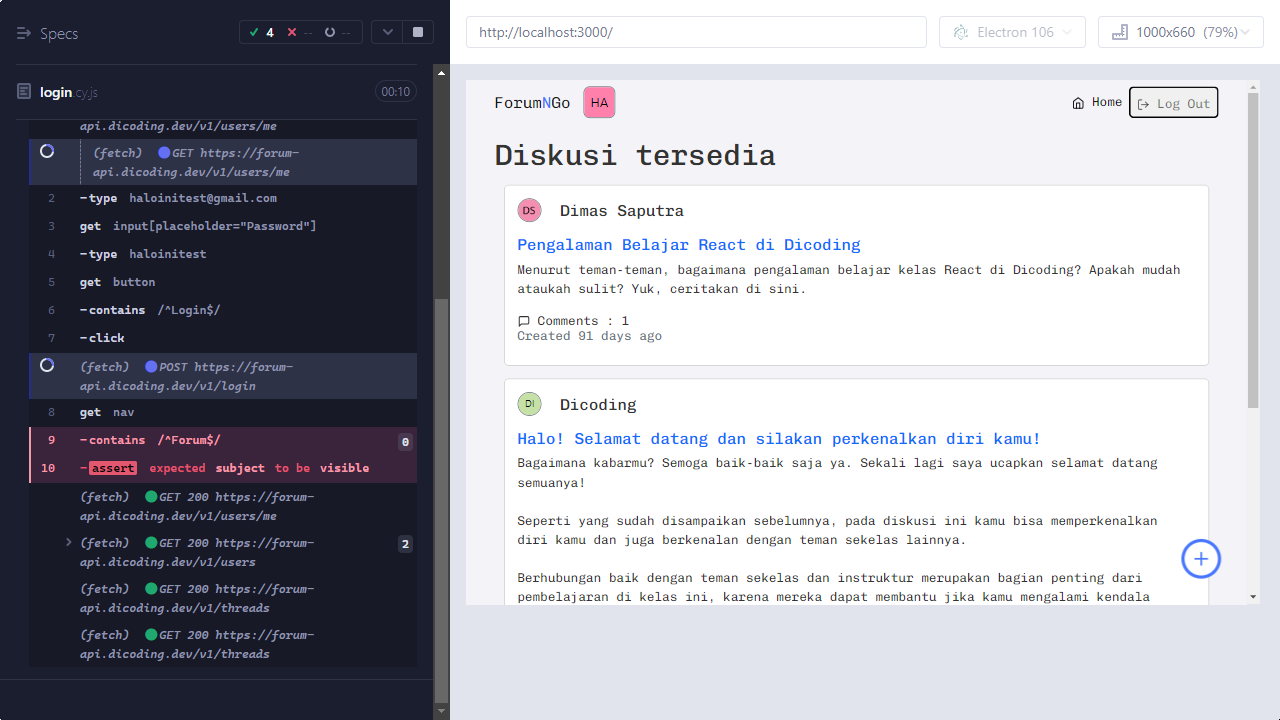 Specs
4 -- --
login cy.js
00:10
api.dicoding.dev/v1/users/me
(fetch) GET https://forum-
api.dicoding.dev/v1/users/me
2 -type haloinitest@gmail.com
3 get input[placeholder="Password"]
4 -type haloinitest
5 get button
6 -contains /^Login$/
7 -click
(fetch) POST https://forum-
api.dicoding.dev/v1/login
8 get nav
9 -contains /^Forum$/ 0
10 -assert expected subject to be visible
(fetch) GET 200 https://forum-
api.dicoding.dev/v1/users/me
(fetch) GET 200 https://forum-
api.dicoding.dev/v1/users
2
(fetch) GET 200 https://forum-
api.dicoding.dev/v1/threads
(fetch) GET 200 https://forum-
api.dicoding.dev/v1/threads
http://localhost:3000/
Electron 106
1000x660 (79%)
ForumNGo HA
Home Log Out
Diskusi tersedia
DS Dimas Saputra
Pengalaman Belajar React di Dicoding
Menurut teman-teman, bagaimana pengalaman belajar kelas React di Dicoding? Apakah mudah
ataukah sulit? Yuk, ceritakan di sini.
Comments : 1
Created 91 days ago
DI Dicoding
Halo! Selamat datang dan silakan perkenalkan diri kamu!
Bagaimana kabarmu? Semoga baik-baik saja ya. Sekali lagi saya ucapkan selamat datang
semuanya!
Seperti yang sudah disampaikan sebelumnya, pada diskusi ini kamu bisa memperkenalkan
diri kamu dan juga berkenalan dengan teman sekelas lainnya.
Berhubungan baik dengan teman sekelas dan instruktur merupakan bagian penting dari
pembelajaran di kelas ini, karena mereka dapat membantu jika kamu mengalami kendala